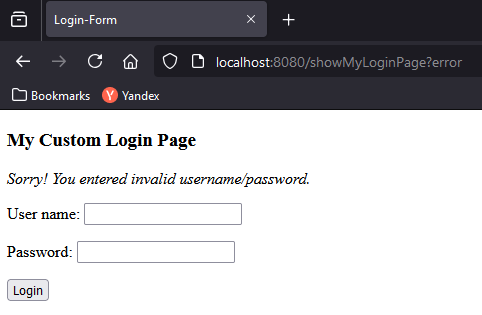 Login-Form
localhost:8080/showMyLoginPage?error
Bookmarks Yandex
My Custom Login Page
Sorry! You entered invalid username/password.
User name:
Password:
Login